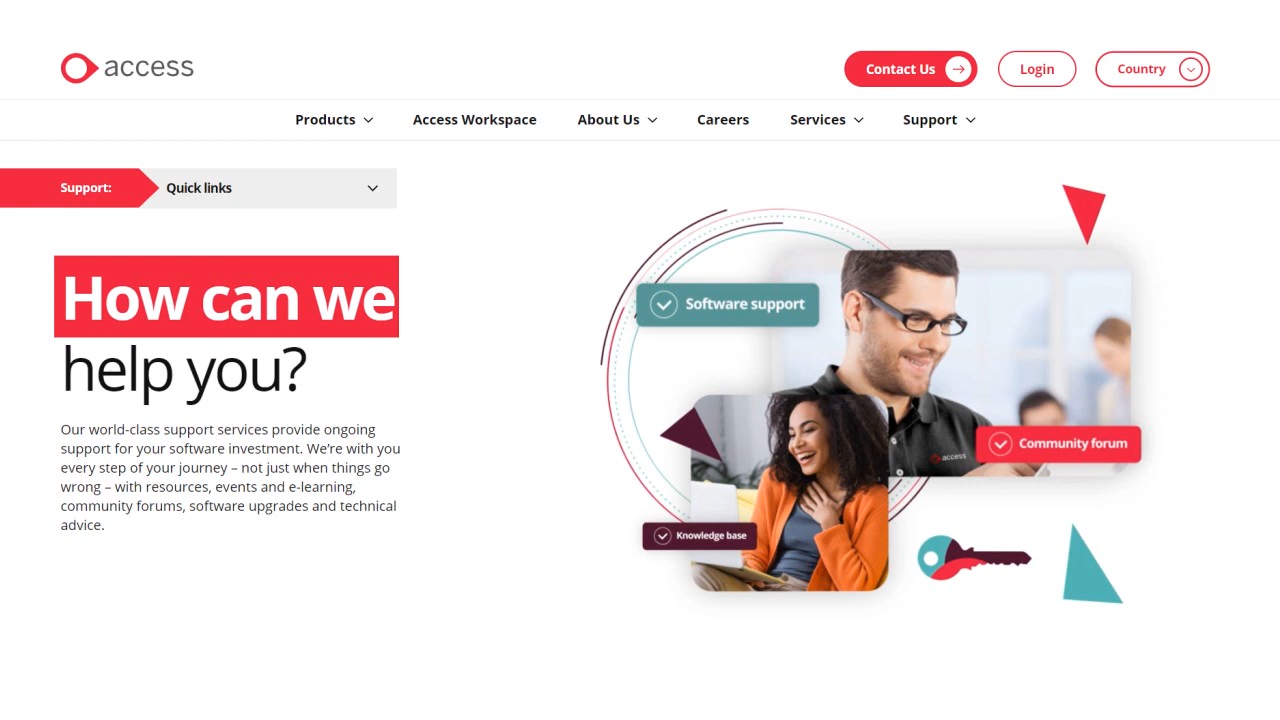 access
Contact Us
Login
Country
Products
Access Workspace
About Us
Careers
Services
Support
Support:
Quick links
How can we
help you?
Our world-class support services provide ongoing
support for your software investment. We're with you
every step of your journey – not just when things go
wrong – with resources, events and e-learning,
community forums, software upgrades and technical
advice.
Software support
Community forum
access
Knowledge base